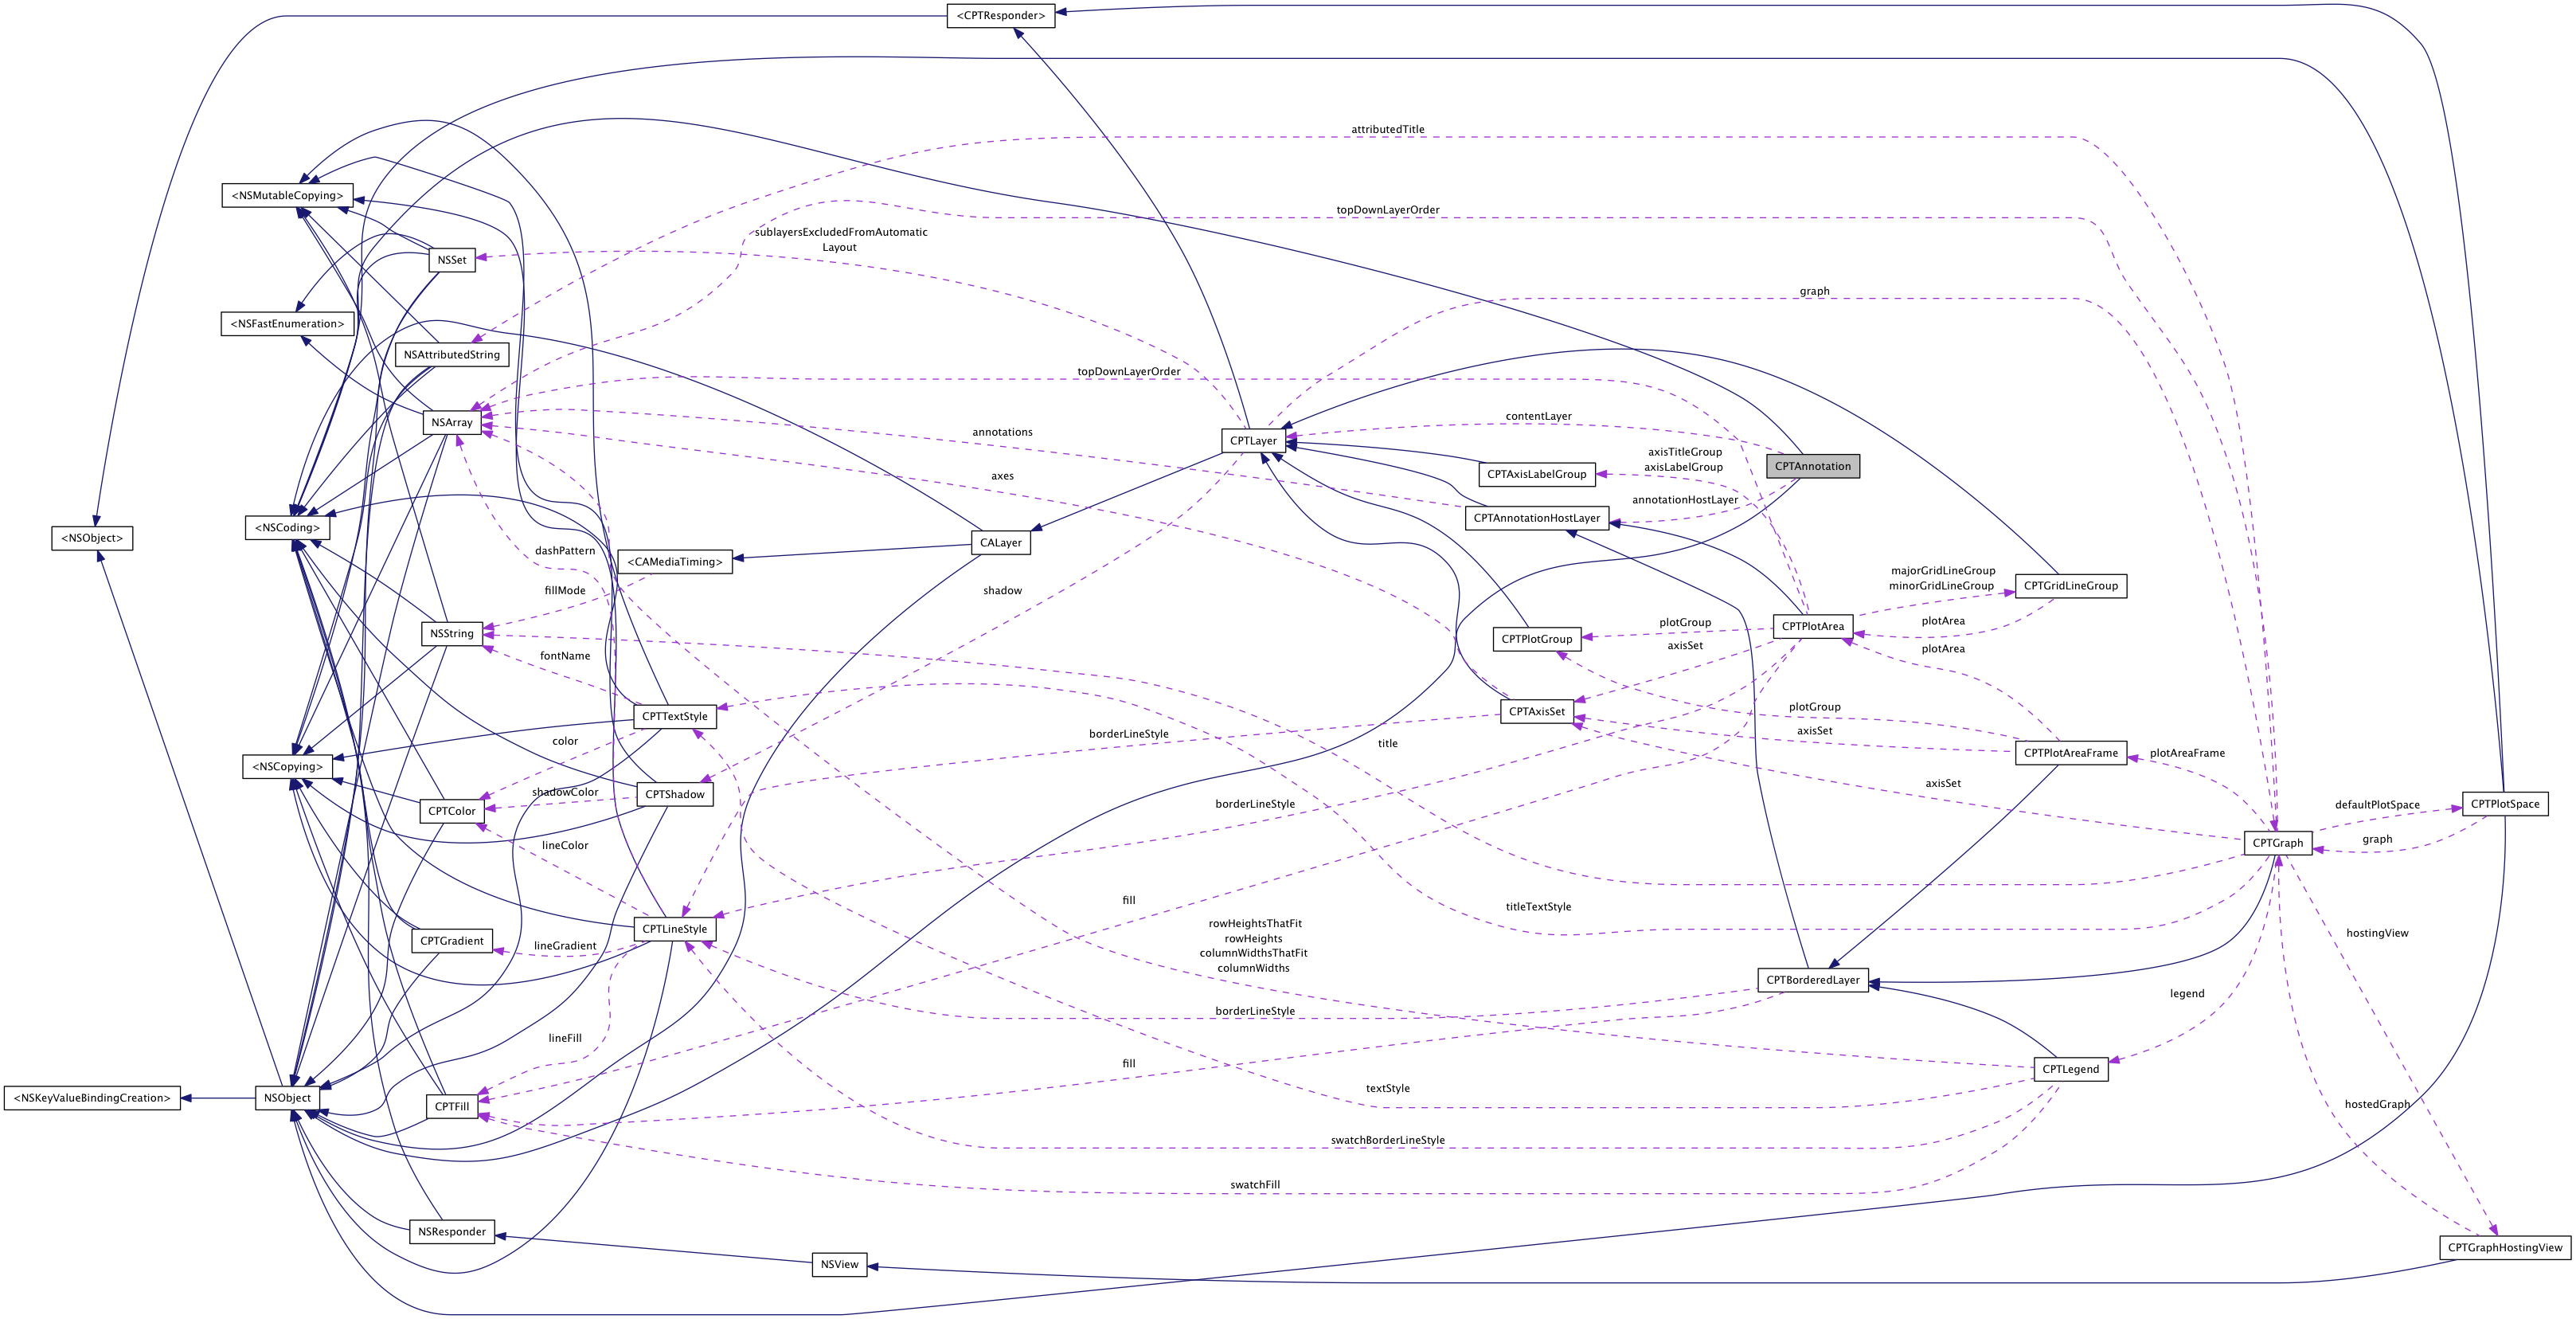 <CPTResponder>
attributedTitle
<NSMutableCopying>
topDownLayerOrder
sublayersExcludedFromAutomatic
Layout
NSSet
graph
<NSFastEnumeration>
NSAttributedString
topDownLayerOrder
contentLayer
NSArray
annotations
CPTLayer
axisTitleGroup
axisLabelGroup
CPTAnnotation
CPTAxisLabelGroup
axes
annotationHostLayer
CPTAnnotationHostLayer
<NSCoding>
<NSObject>
CALayer
dashPattern
<CAMediaTiming>
majorGridLineGroup
minorGridLineGroup
CPTGridLineGroup
fillMode
shadow
plotGroup
plotArea
CPTPlotArea
NSString
CPTPlotGroup
axisSet
plotArea
fontName
plotGroup
CPTTextStyle
CPTAxisSet
axisSet
borderLineStyle
color
title
CPTPlotAreaFrame
plotAreaFrame
<NSCopying>
axisSet
shadowColor
CPTShadow
borderLineStyle
defaultPlotSpace
CPTPlotSpace
CPTColor
graph
CPTGraph
lineColor
fill
titleTextStyle
rowHeightsThatFit
rowHeights
columnWidthsThatFit
columnWidths
CPTLineStyle
hostingView
CPTGradient
lineGradient
CPTBorderedLayer
legend
borderLineStyle
lineFill
fill
CPTLegend
textStyle
<NSKeyValueBindingCreation>
NSObject
CPTFill
hostedGraph
swatchBorderLineStyle
swatchFill
NSResponder
CPTGraphHostingView
NSView